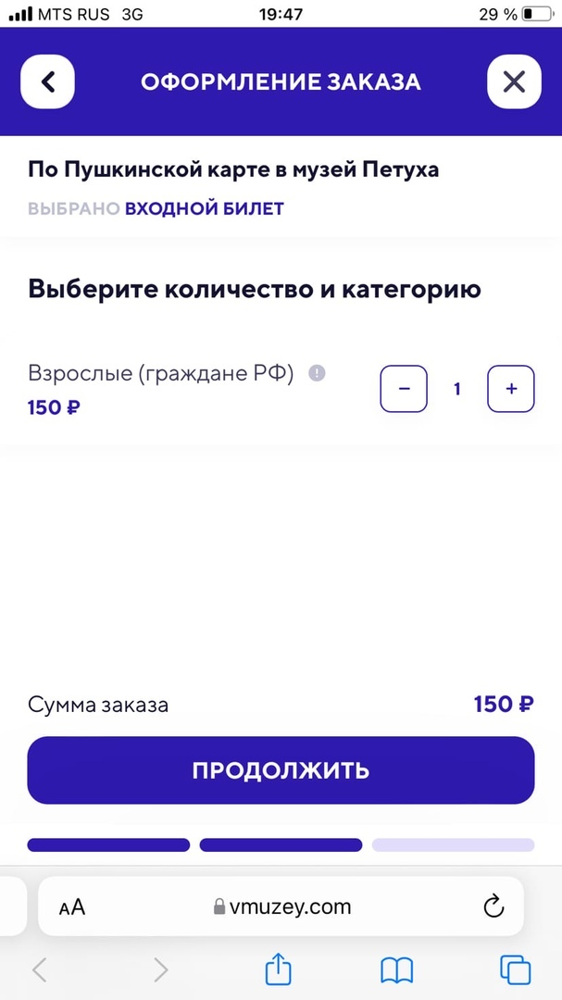 MTS RUS 3G 19:47 29 %
ОФОРМЛЕНИЕ ЗАКАЗА
По Пушкинской карте в музей Петуха
ВЫБРАНО ВХОДНОЙ БИЛЕТ
Выберите количество и категорию
Взрослые (граждане РФ) !
150 ₽
− 1 +
Сумма заказа 150 ₽
ПРОДОЛЖИТЬ
AA vmuzey.com